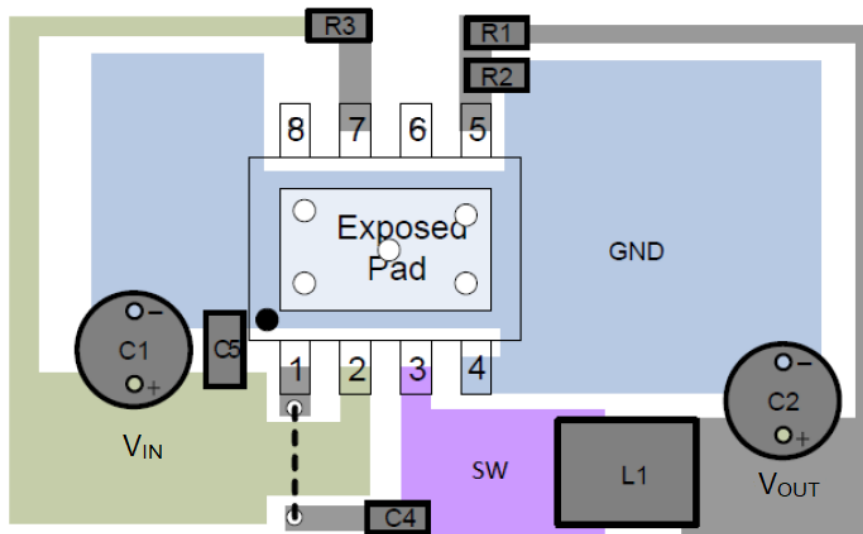 R3
R1
R2
8
7
6
5
Exposed
Pad
GND
−
C1
+
C5
1
2
3
4
−
C2
+
VIN
SW
L1
VOUT
C4